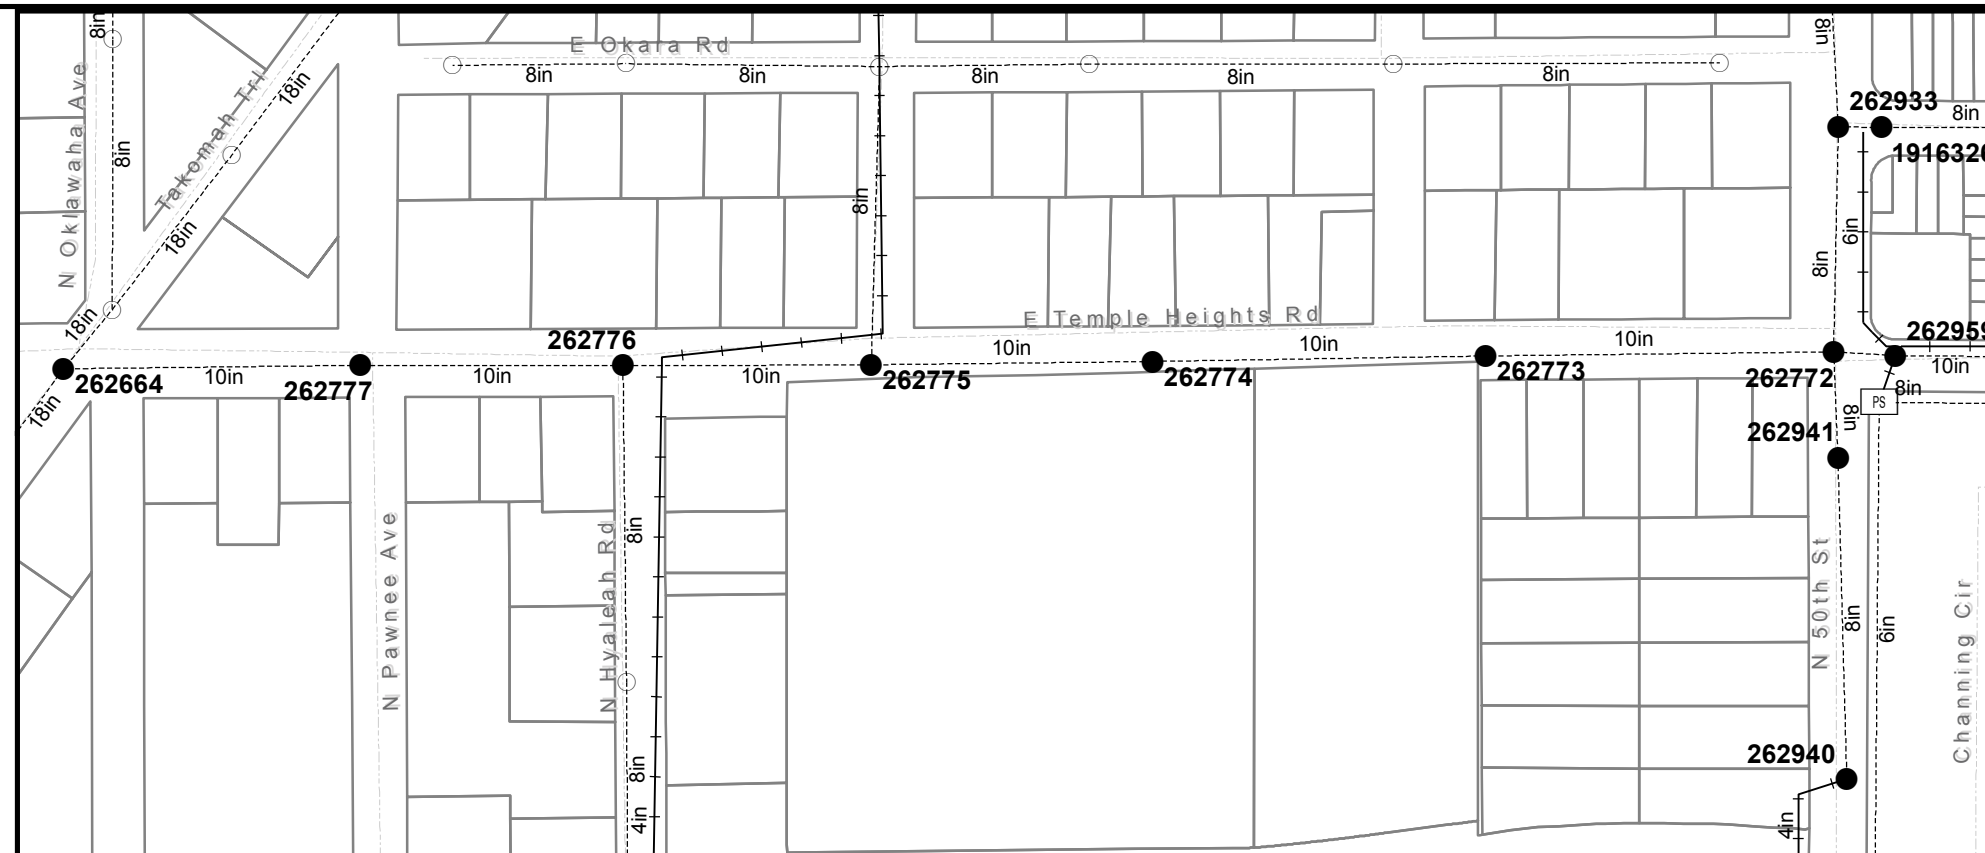 8in
8in
E Okara Rd
8in
8in
8in
8in
8in
N Oklawaha Ave
Takomah Trl
18in
8in
18in
18in
8in
262933
8in
1916320
6in
8in
E Temple Heights Rd
262776
262959
10in
10in
10in
10in
262664
10in
262777
10in
10in
262775
262774
262773
262772
8in
PS
18in
8in
262941
N Pawnee Ave
N Hyaleah Rd
8in
N 50th St
8in
6in
Channing Cir
262940
8in
4in
4in